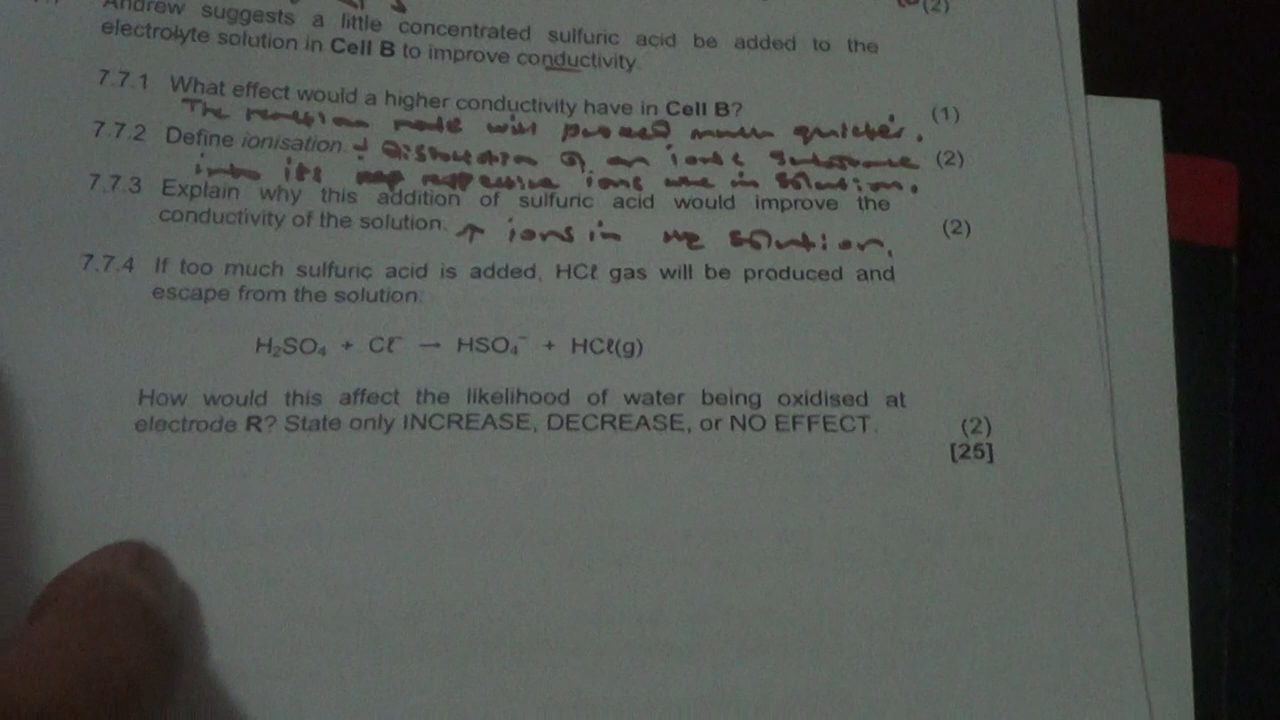 Andrew suggests a little concentrated sulfuric acid be added to the (2)
electrolyte solution in Cell B to improve conductivity.
7.7.1 What effect would a higher conductivity have in Cell B? (1)
The will proceed much quicker.
7.7.2 Define ionisation. : of an ionic substance (2)
into its ions in solution.
7.7.3 Explain why this addition of sulfuric acid would improve the
conductivity of the solution. ↑ ions in the solution. (2)
7.7.4 If too much sulfuric acid is added, HCℓ gas will be produced and
escape from the solution:
H₂SO₄ + Cℓ⁻ → HSO₄⁻ + HCℓ(g)
How would this affect the likelihood of water being oxidised at
electrode R? State only INCREASE, DECREASE, or NO EFFECT. (2)
[25]